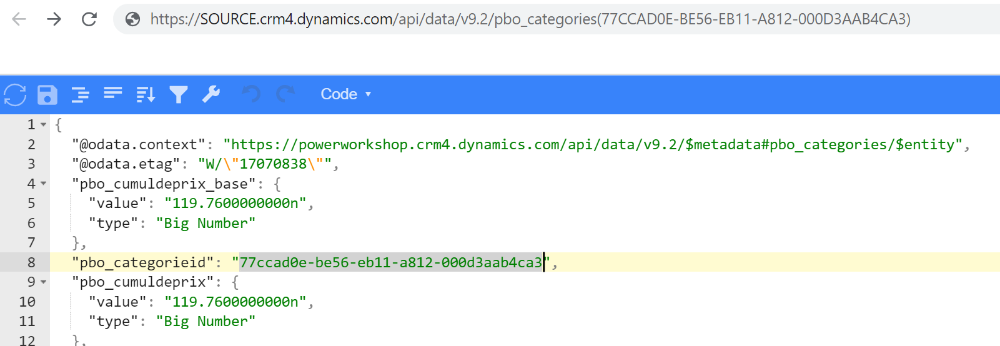 https://SOURCE.crm4.dynamics.com/api/data/v9.2/pbo_categories(77CCAD0E-BE56-EB11-A812-000D3AAB4CA3)
Code ▼
1 {
2 "@odata.context": "https://powerworkshop.crm4.dynamics.com/api/data/v9.2/$metadata#pbo_categories/$entity",
3 "@odata.etag": "W/\"17070838\"",
4 "pbo_cumuldeprix_base": {
5 "value": "119.7600000000n",
6 "type": "Big Number"
7 },
8 "pbo_categorieid": "77ccad0e-be56-eb11-a812-000d3aab4ca3",
9 "pbo_cumuldeprix": {
10 "value": "119.7600000000n",
11 "type": "Big Number"
12 },